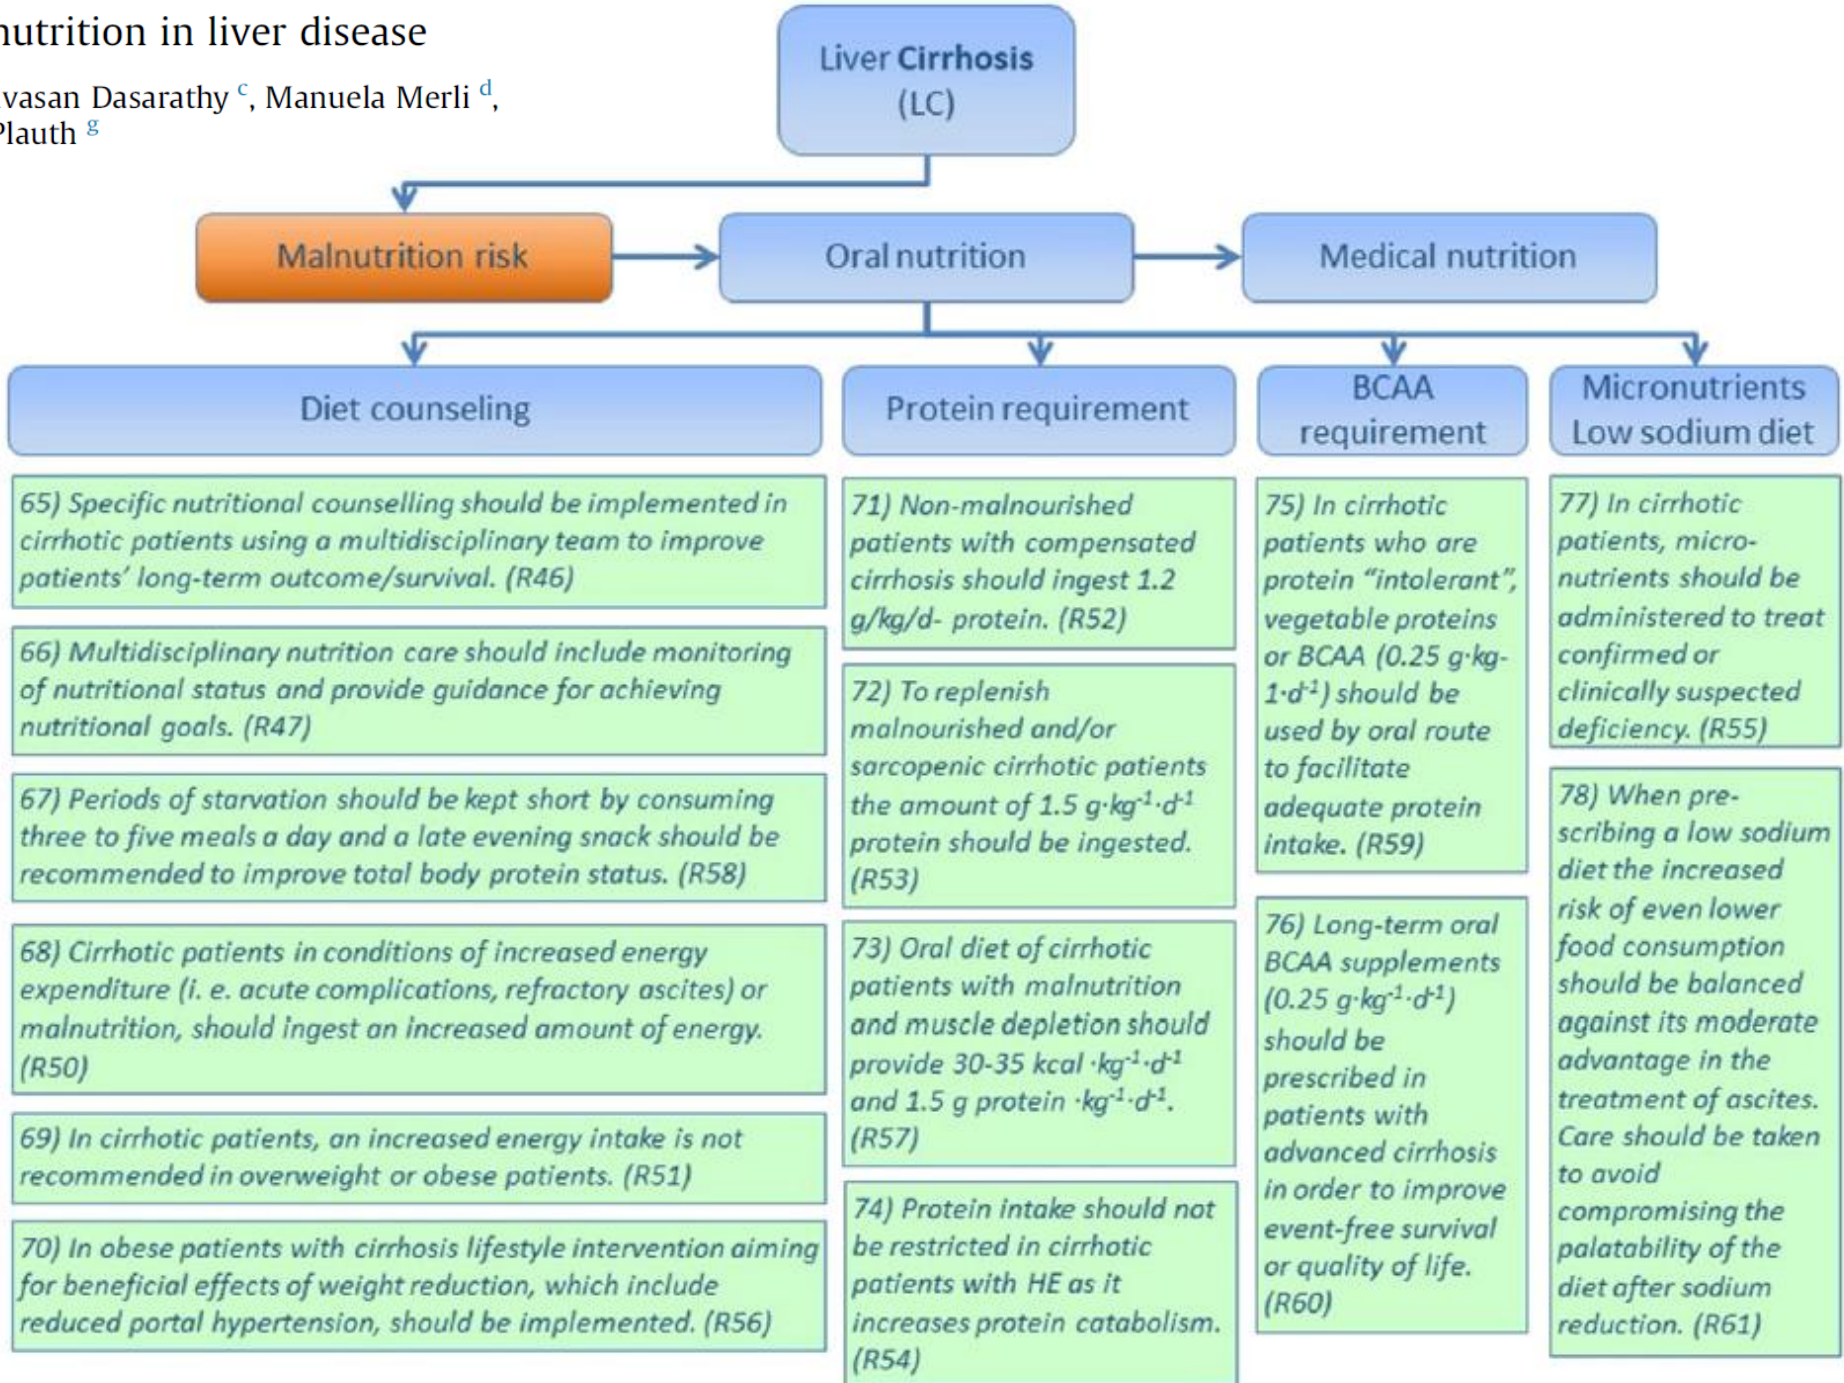 nutrition in liver disease
vasan Dasarathy c, Manuela Merli d,
Plauth g
Liver Cirrhosis
(LC)
Malnutrition risk
Oral nutrition
Medical nutrition
Diet counseling
65) Specific nutritional counselling should be implemented in
cirrhotic patients using a multidisciplinary team to improve
patients' long-term outcome/survival. (R46)
66) Multidisciplinary nutrition care should include monitoring
of nutritional status and provide guidance for achieving
nutritional goals. (R47)
67) Periods of starvation should be kept short by consuming
three to five meals a day and a late evening snack should be
recommended to improve total body protein status. (R58)
68) Cirrhotic patients in conditions of increased energy
expenditure (i. e. acute complications, refractory ascites) or
malnutrition, should ingest an increased amount of energy.
(R50)
69) In cirrhotic patients, an increased energy intake is not
recommended in overweight or obese patients. (R51)
70) In obese patients with cirrhosis lifestyle intervention aiming
for beneficial effects of weight reduction, which include
reduced portal hypertension, should be implemented. (R56)
Protein requirement
71) Non-malnourished
patients with compensated
cirrhosis should ingest 1.2
g/kg/d- protein. (R52)
72) To replenish
malnourished and/or
sarcopenic cirrhotic patients
the amount of 1.5 g·kg⁻¹·d⁻¹
protein should be ingested.
(R53)
73) Oral diet of cirrhotic
patients with malnutrition
and muscle depletion should
provide 30-35 kcal ·kg⁻¹·d⁻¹
and 1.5 g protein ·kg⁻¹·d⁻¹.
(R57)
74) Protein intake should not
be restricted in cirrhotic
patients with HE as it
increases protein catabolism.
(R54)
BCAA
requirement
75) In cirrhotic
patients who are
protein “intolerant”,
vegetable proteins
or BCAA (0.25 g·kg-
1·d⁻¹) should be
used by oral route
to facilitate
adequate protein
intake. (R59)
76) Long-term oral
BCAA supplements
(0.25 g·kg⁻¹·d⁻¹)
should be
prescribed in
patients with
advanced cirrhosis
in order to improve
event-free survival
or quality of life.
(R60)
Micronutrients
Low sodium diet
77) In cirrhotic
patients, micro-
nutrients should be
administered to treat
confirmed or
clinically suspected
deficiency. (R55)
78) When pre-
scribing a low sodium
diet the increased
risk of even lower
food consumption
should be balanced
against its moderate
advantage in the
treatment of ascites.
Care should be taken
to avoid
compromising the
palatability of the
diet after sodium
reduction. (R61)